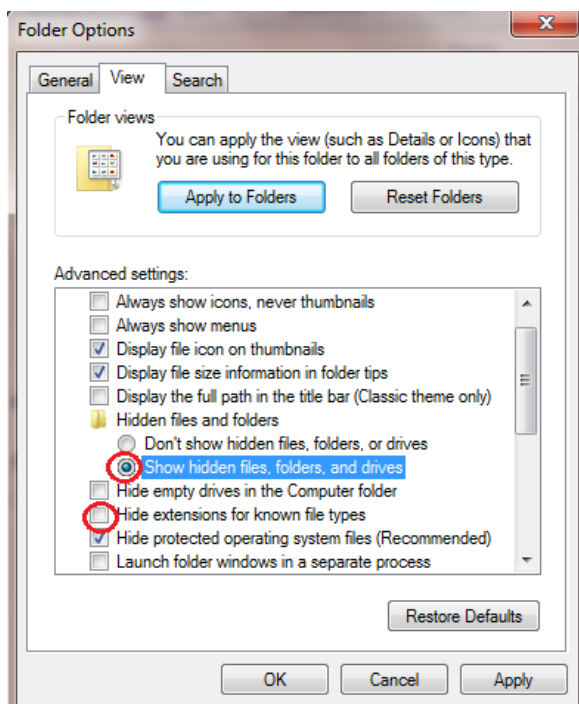 Folder Options
General View Search
Folder views
You can apply the view (such as Details or Icons) that
you are using for this folder to all folders of this type.
Apply to Folders Reset Folders
Advanced settings:
Always show icons, never thumbnails
Always show menus
Display file icon on thumbnails
Display file size information in folder tips
Display the full path in the title bar (Classic theme only)
Hidden files and folders
Don't show hidden files, folders, or drives
Show hidden files, folders, and drives
Hide empty drives in the Computer folder
Hide extensions for known file types
Hide protected operating system files (Recommended)
Launch folder windows in a separate process
Restore Defaults
OK Cancel Apply